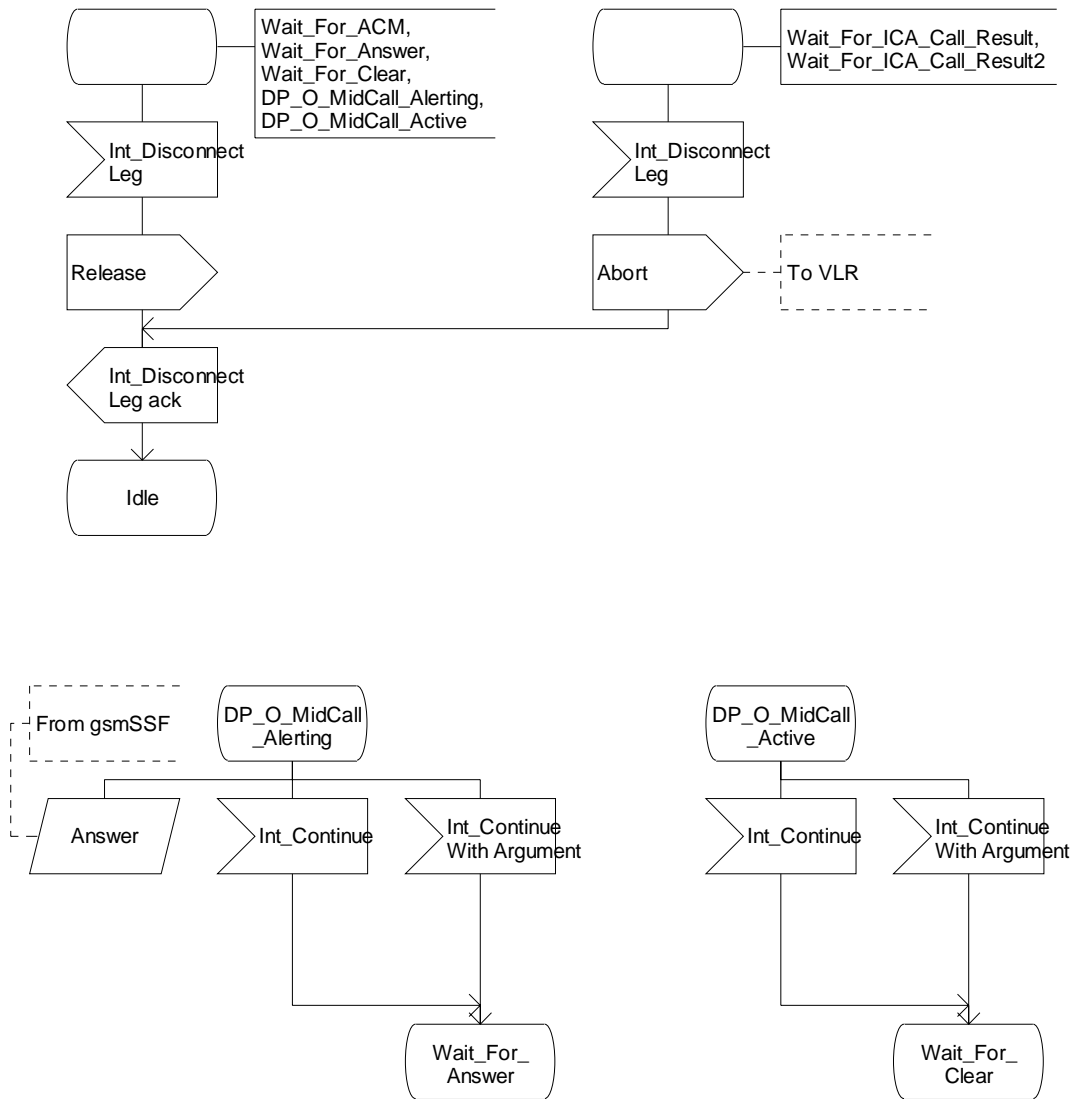 Wait_For_ACM,
Wait_For_Answer,
Wait_For_Clear,
DP_O_MidCall_Alerting,
DP_O_MidCall_Active
Wait_For_ICA_Call_Result,
Wait_For_ICA_Call_Result2
Int_Disconnect
Leg
Int_Disconnect
Leg
Release
Abort
To VLR
Int_Disconnect
Leg ack
Idle
From gsmSSF
DP_O_MidCall
_Alerting
DP_O_MidCall
_Active
Answer
Int_Continue
Int_Continue
With Argument
Int_Continue
Int_Continue
With Argument
Wait_For_
Answer
Wait_For_
Clear